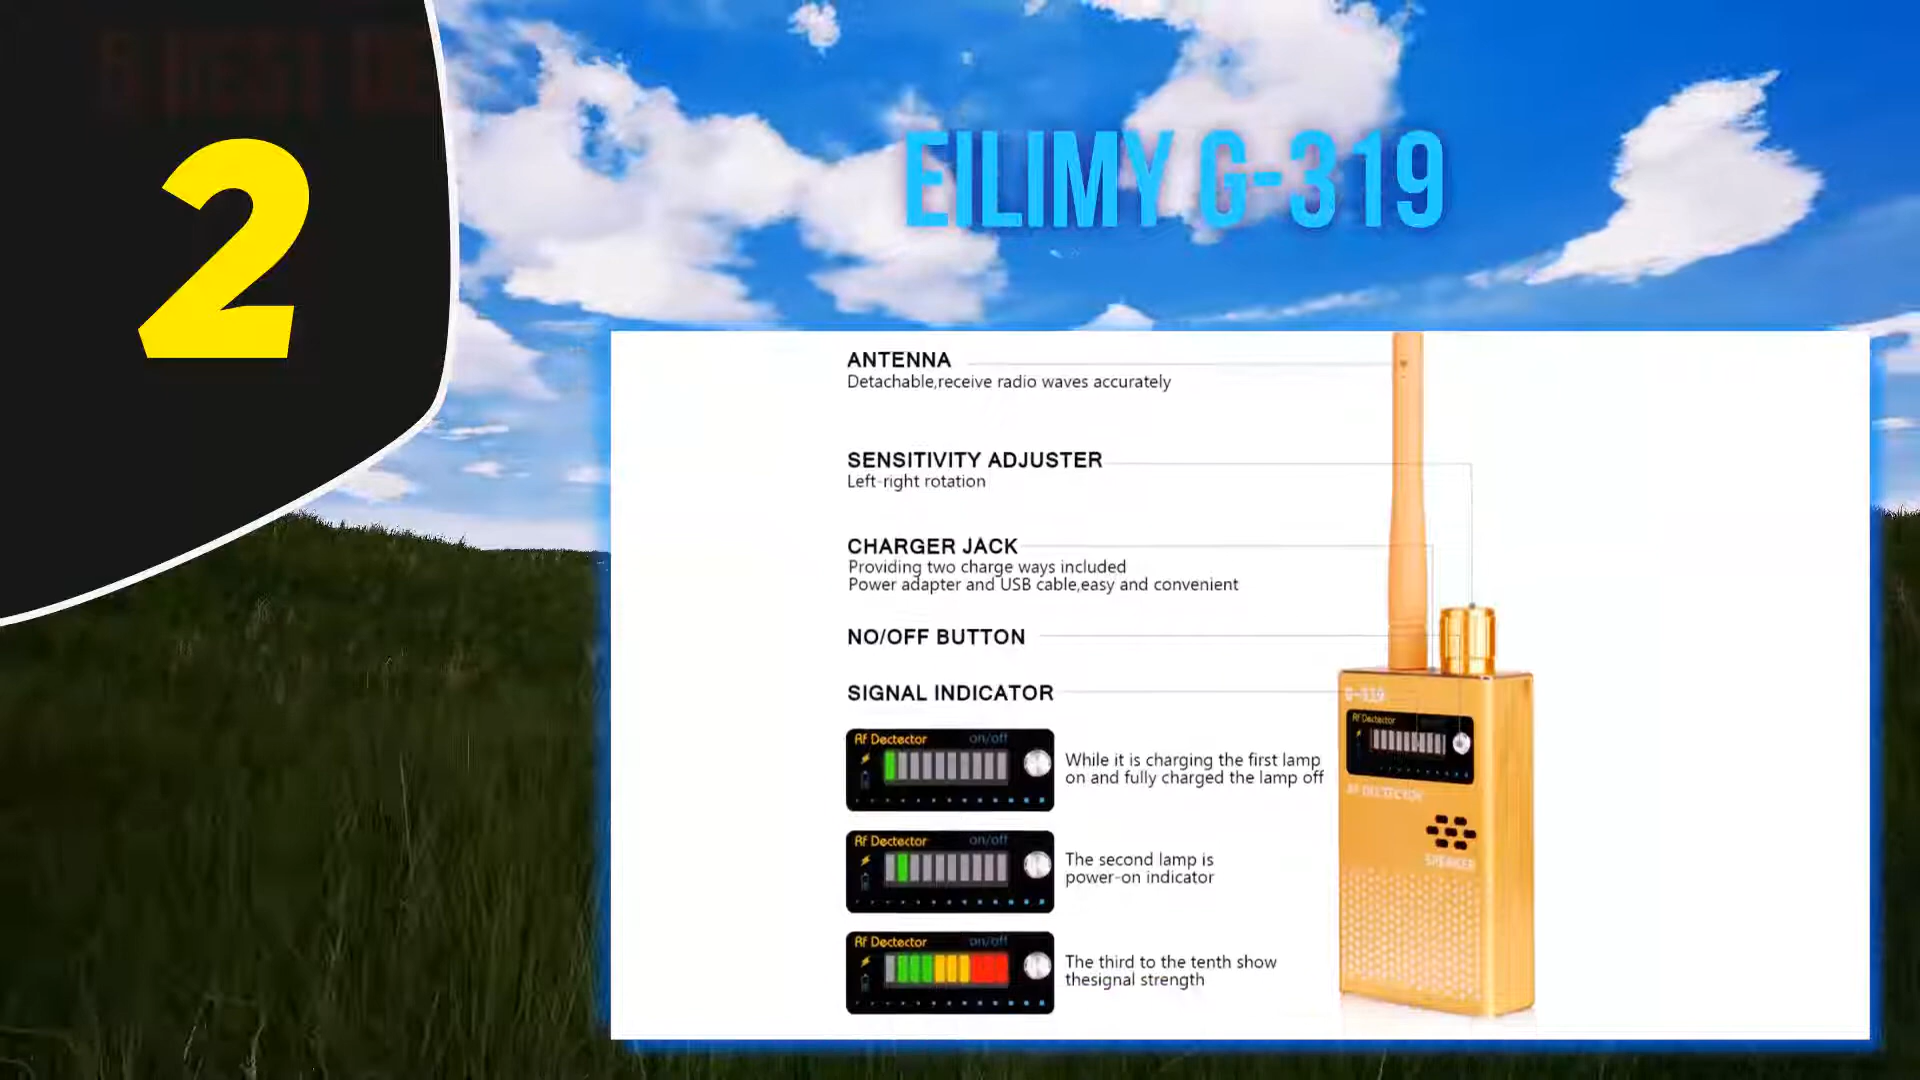 2
EILIMY G-319
ANTENNA
Detachable,receive radio waves accurately
SENSITIVITY ADJUSTER
Left-right rotation
CHARGER JACK
Providing two charge ways included
Power adapter and USB cable,easy and convenient
NO/OFF BUTTON
SIGNAL INDICATOR
G-319
Rf Dectector
RF DECTECTOR
SPEAKER
Rf Dectector on/off
While it is charging the first lamp
on and fully charged the lamp off
Rf Dectector on/off
The second lamp is
power-on indicator
Rf Dectector on/off
The third to the tenth show
thesignal strength